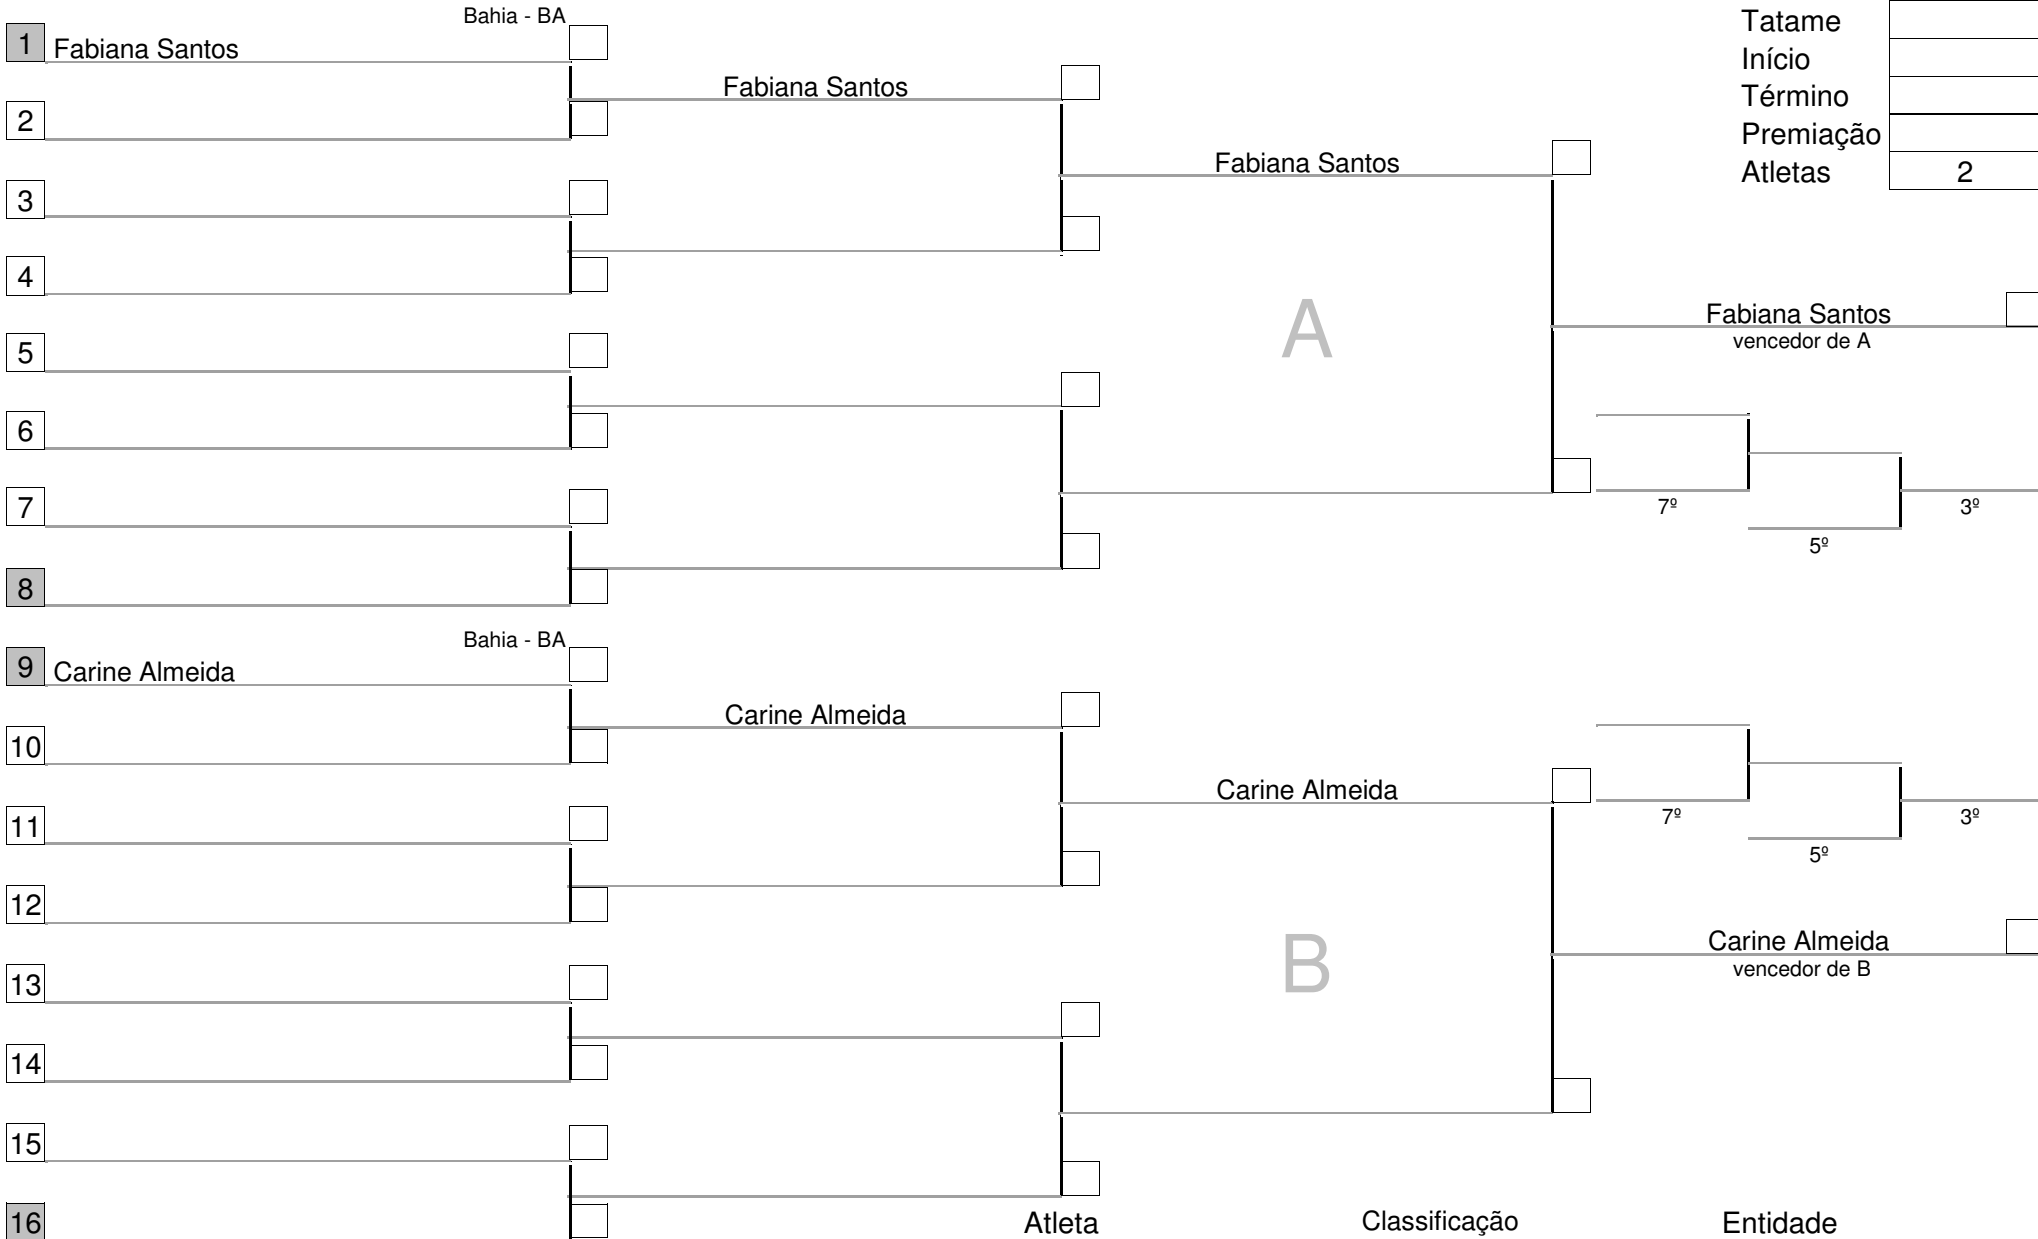 Bahia - BA
1 Fabiana Santos
Tatame
Início
Fabiana Santos
Término
2
Premiação
Fabiana Santos
Atletas 2
3
4
A
Fabiana Santos
vencedor de A
5
6
7
7º
3º
5º
8
Bahia - BA
9 Carine Almeida
Carine Almeida
10
Carine Almeida
11
7º
3º
5º
12
B
Carine Almeida
vencedor de B
13
14
15
16
Atleta Classificação Entidade